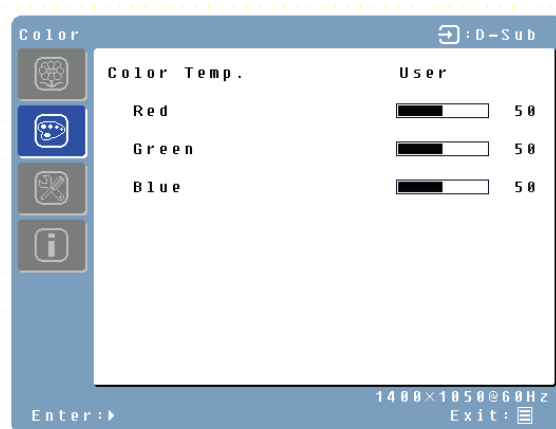 Color :D-Sub
Color Temp. User
Red 50
Green 50
Blue 50
1400×1050@60Hz
Enter: Exit: